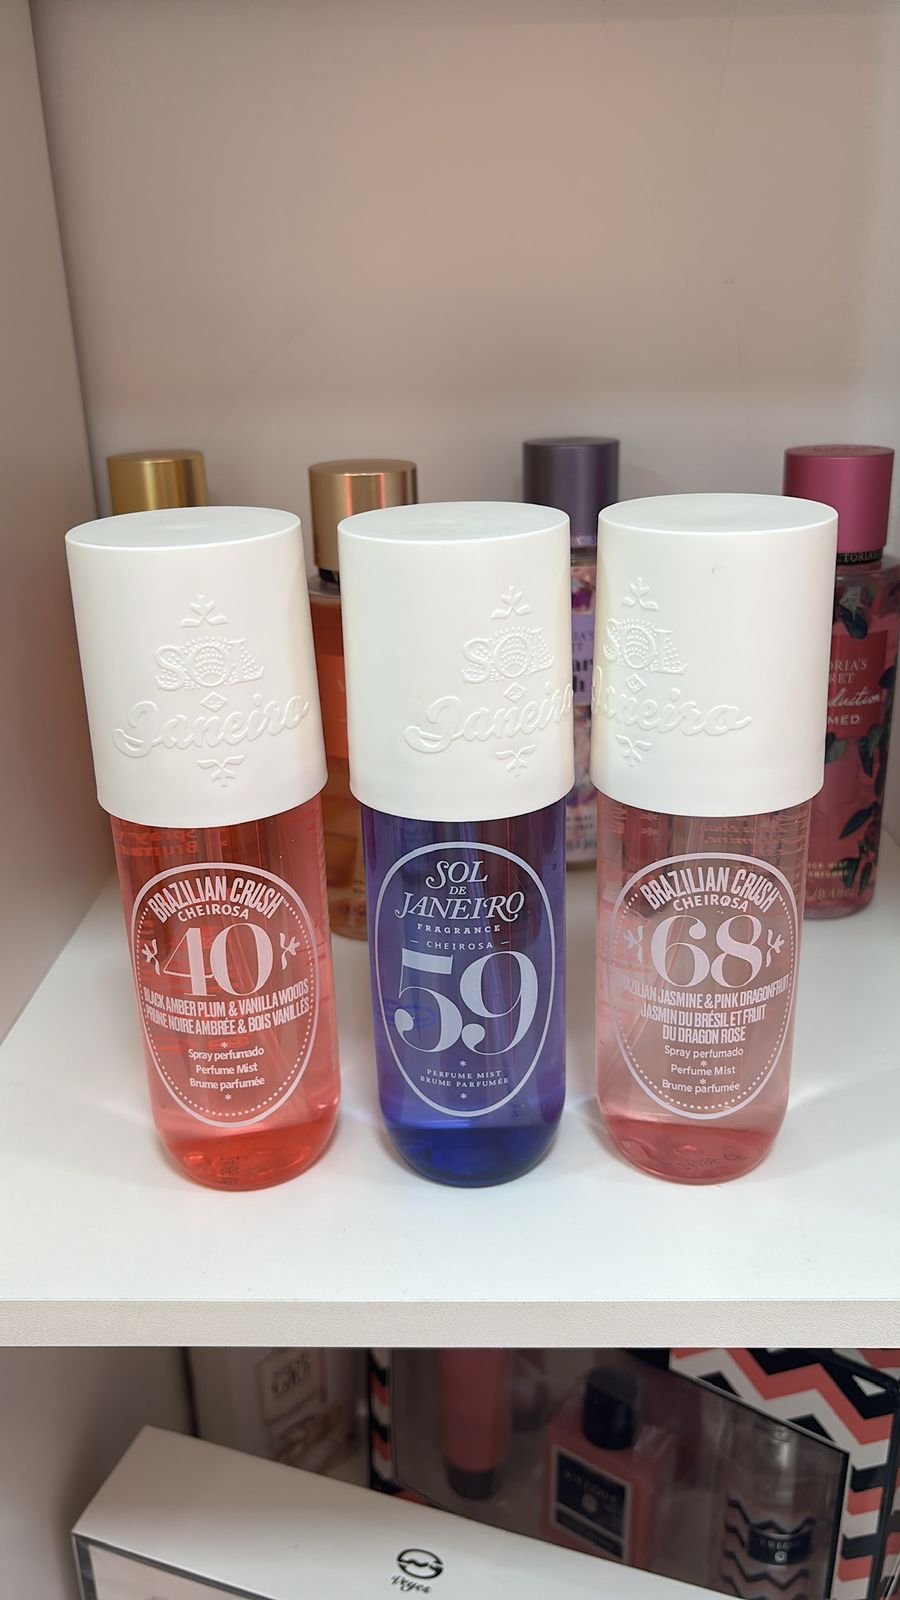 SOL
DE
Janeiro
SOL
DE
Janeiro
SOL
Janeiro
BRAZILIAN CRUSH
CHEIROSA
40
BLACK AMBER PLUM & VANILLA WOODS
PRUNE NOIRE AMBRÉE & BOIS VANILLÉS
Spray perfumado
Perfume Mist
Brume parfumée
SOL
DE
JANEIRO
FRAGRANCE
CHEIROSA
59
PERFUME MIST
BRUME PARFUMÉE
BRAZILIAN CRUSH
CHEIROSA
68
BRAZILIAN JASMINE & PINK DRAGONFRUIT
JASMIN DU BRÉSIL ET FRUIT
DU DRAGON ROSE
Spray perfumado
Perfume Mist
Brume parfumée